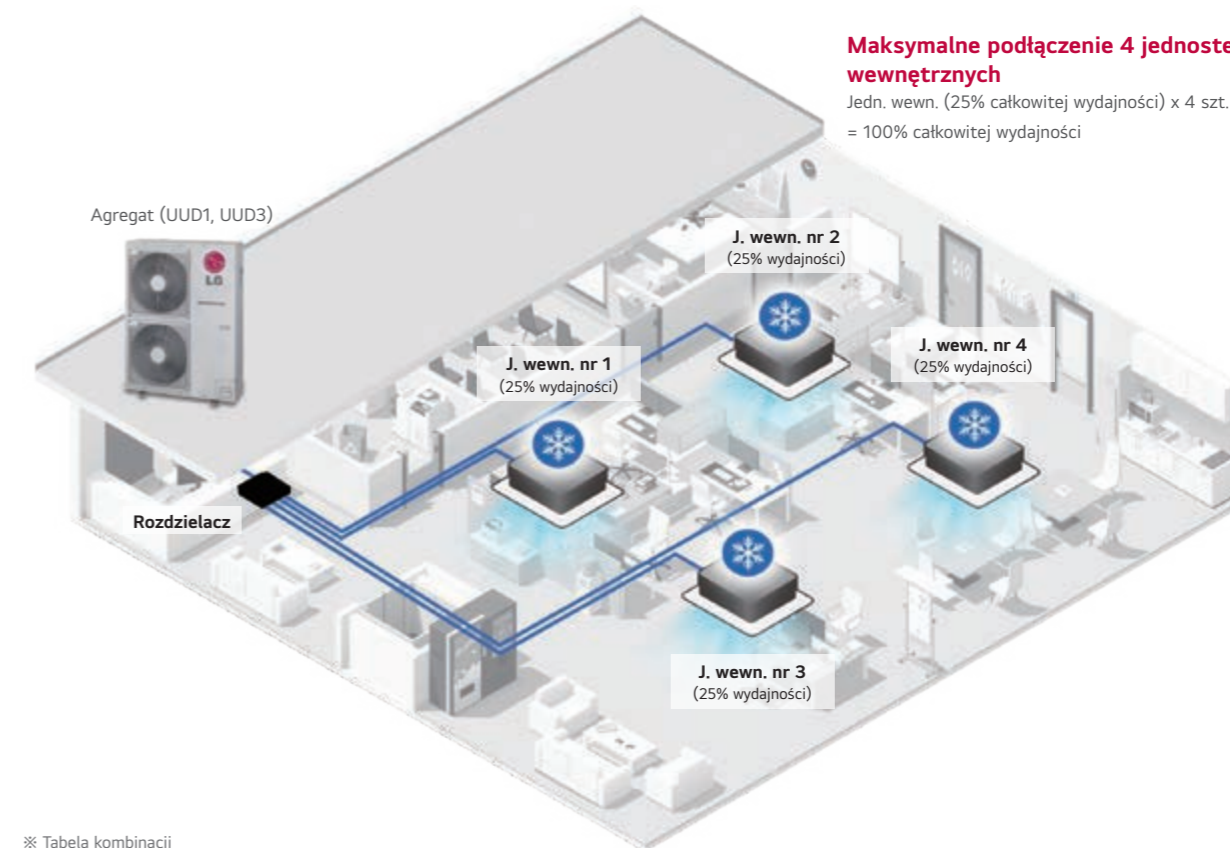 Maksymalne podłączenie 4 jednoste
wewnętrznych
Jedn. wewn. (25% całkowitej wydajności) x 4 szt.
= 100% całkowitej wydajności
Agregat (UUD1, UUD3)
LG
J. wewn. nr 2
(25% wydajności)
J. wewn. nr 4
(25% wydajności)
J. wewn. nr 1
(25% wydajności)
Rozdzielacz
J. wewn. nr 3
(25% wydajności)
※ Tabela kombinacji